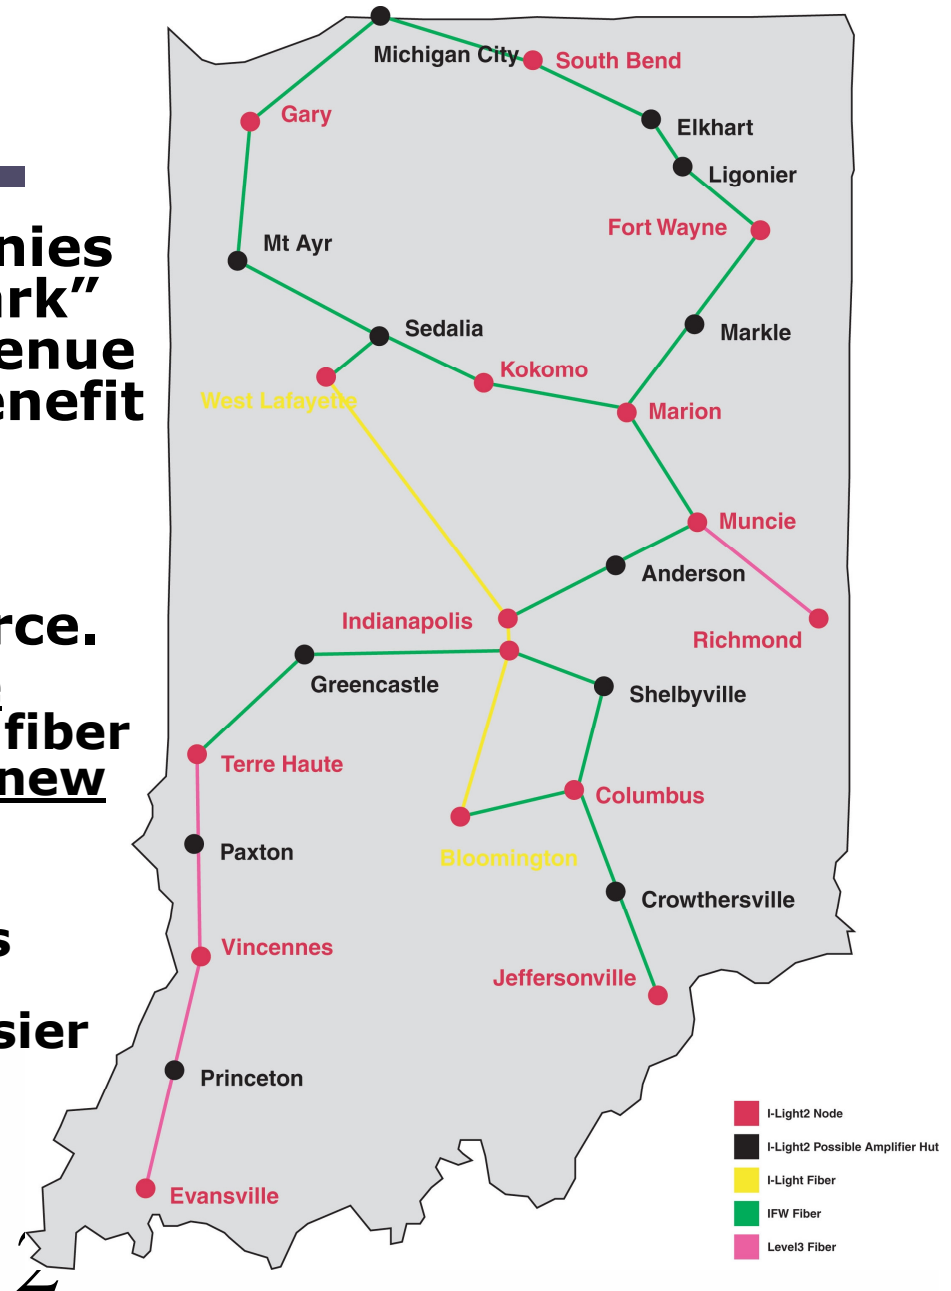 Michigan City
South Bend
Gary
Elkhart
Ligonier
Fort Wayne
Mt Ayr
Sedalia
Markle
Kokomo
West Lafayette
Marion
Muncie
Anderson
Indianapolis
Richmond
Greencastle
Shelbyville
Terre Haute
Columbus
Paxton
Bloomington
Crowthersville
Vincennes
Jeffersonville
Princeton
Evansville
nies
ark”
enue
enefit
rce.
fiber
new
s
sier
I-Light2 Node
I-Light2 Possible Amplifier Hut
I-Light Fiber
IFW Fiber
Level3 Fiber